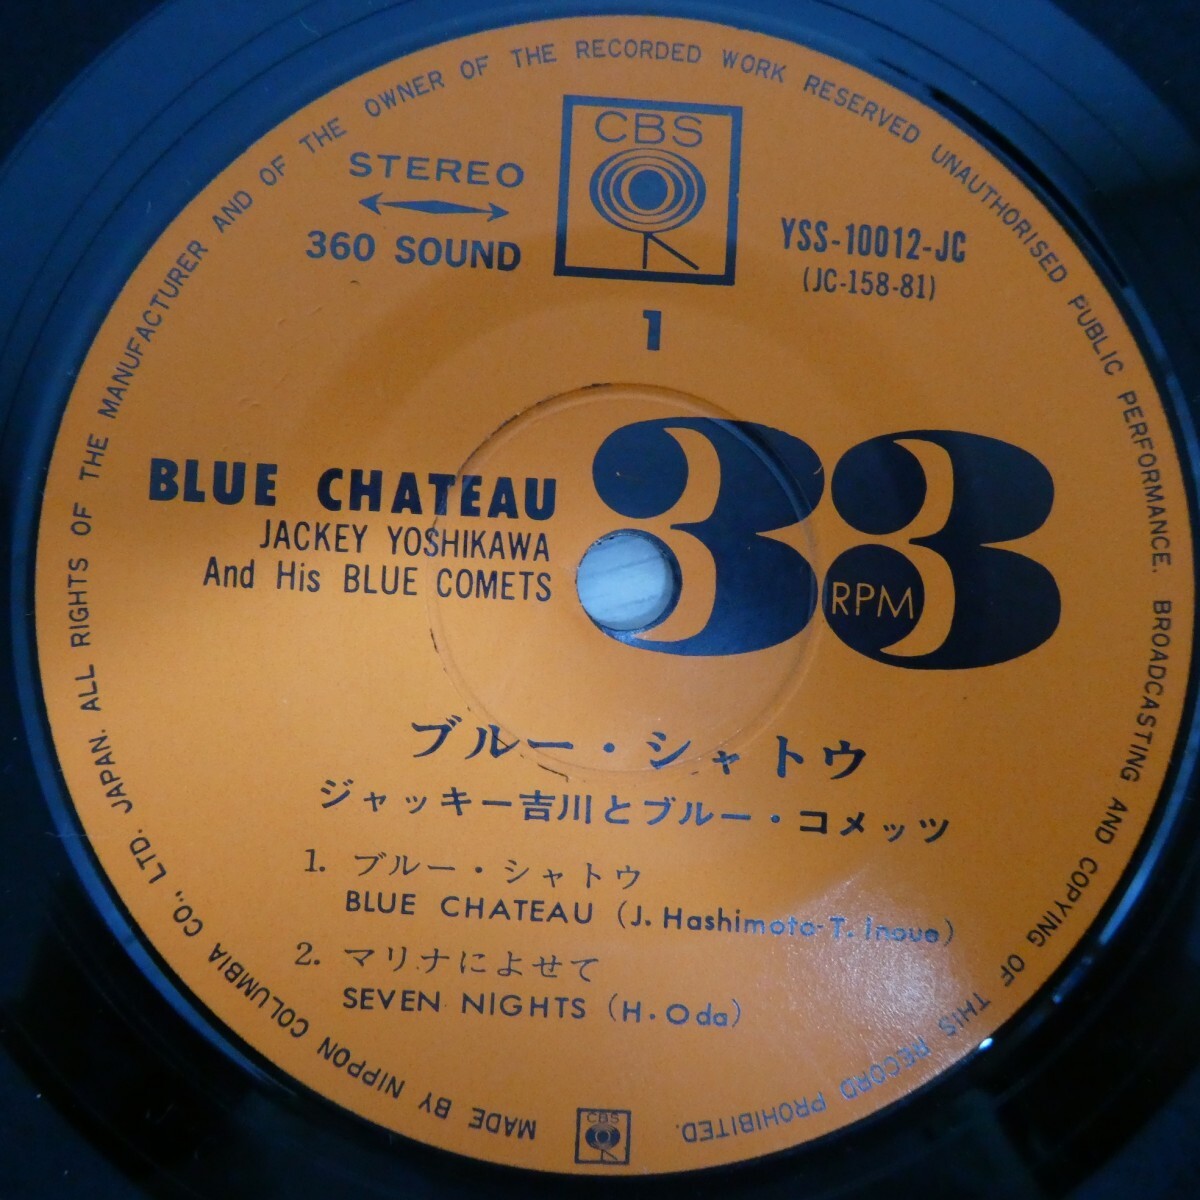 MADE BY NIPPON COLUMBIA CO., LTD. JAPAN. ALL RIGHTS OF THE MANUFACTURER AND OF THE OWNER OF THE RECORDED WORK RESERVED UNAUTHORISED PUBLIC PERFORMANCE. BROADCASTING AND COPYING OF THIS RECORD PROHIBITED.
CBS
STEREO
360 SOUND
YSS-10012-JC
(JC-158-81)
1
33
RPM
BLUE CHATEAU
JACKEY YOSHIKAWA
And His BLUE COMETS
ブルー・シャトウ
ジャッキー吉川とブルー・コメッツ
1. ブルー・シャトウ
BLUE CHATEAU (J. Hashimoto-T. Inoue)
2. マリナによせて
SEVEN NIGHTS (H. Oda)
CBS